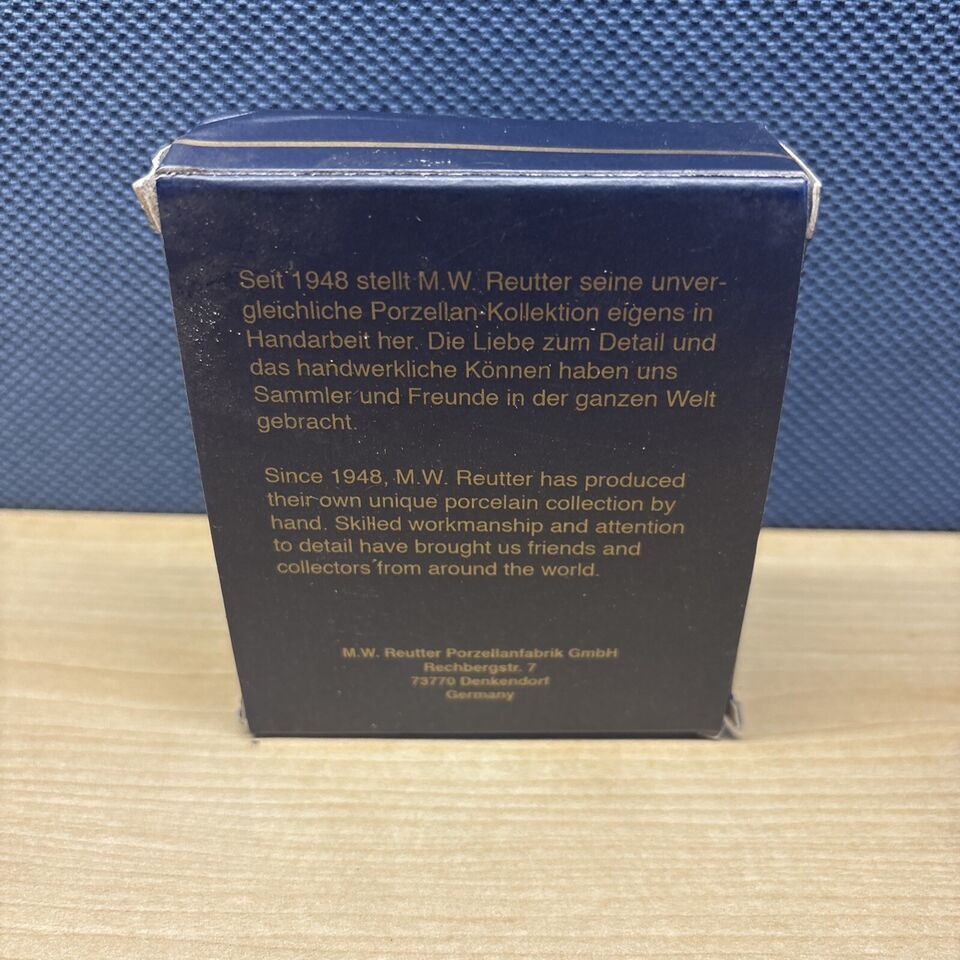 Seit 1948 stellt M.W. Reutter seine unver-
gleichliche Porzellan-Kollektion eigens in
Handarbeit her. Die Liebe zum Detail und
das handwerkliche Können haben uns
Sammler und Freunde in der ganzen Welt
gebracht.
Since 1948, M.W. Reutter has produced
their own unique porcelain collection by
hand. Skilled workmanship and attention
to detail have brought us friends and
collectors from around the world.
M.W. Reutter Porzellanfabrik GmbH
Rechbergstr. 7
73770 Denkendorf
Germany